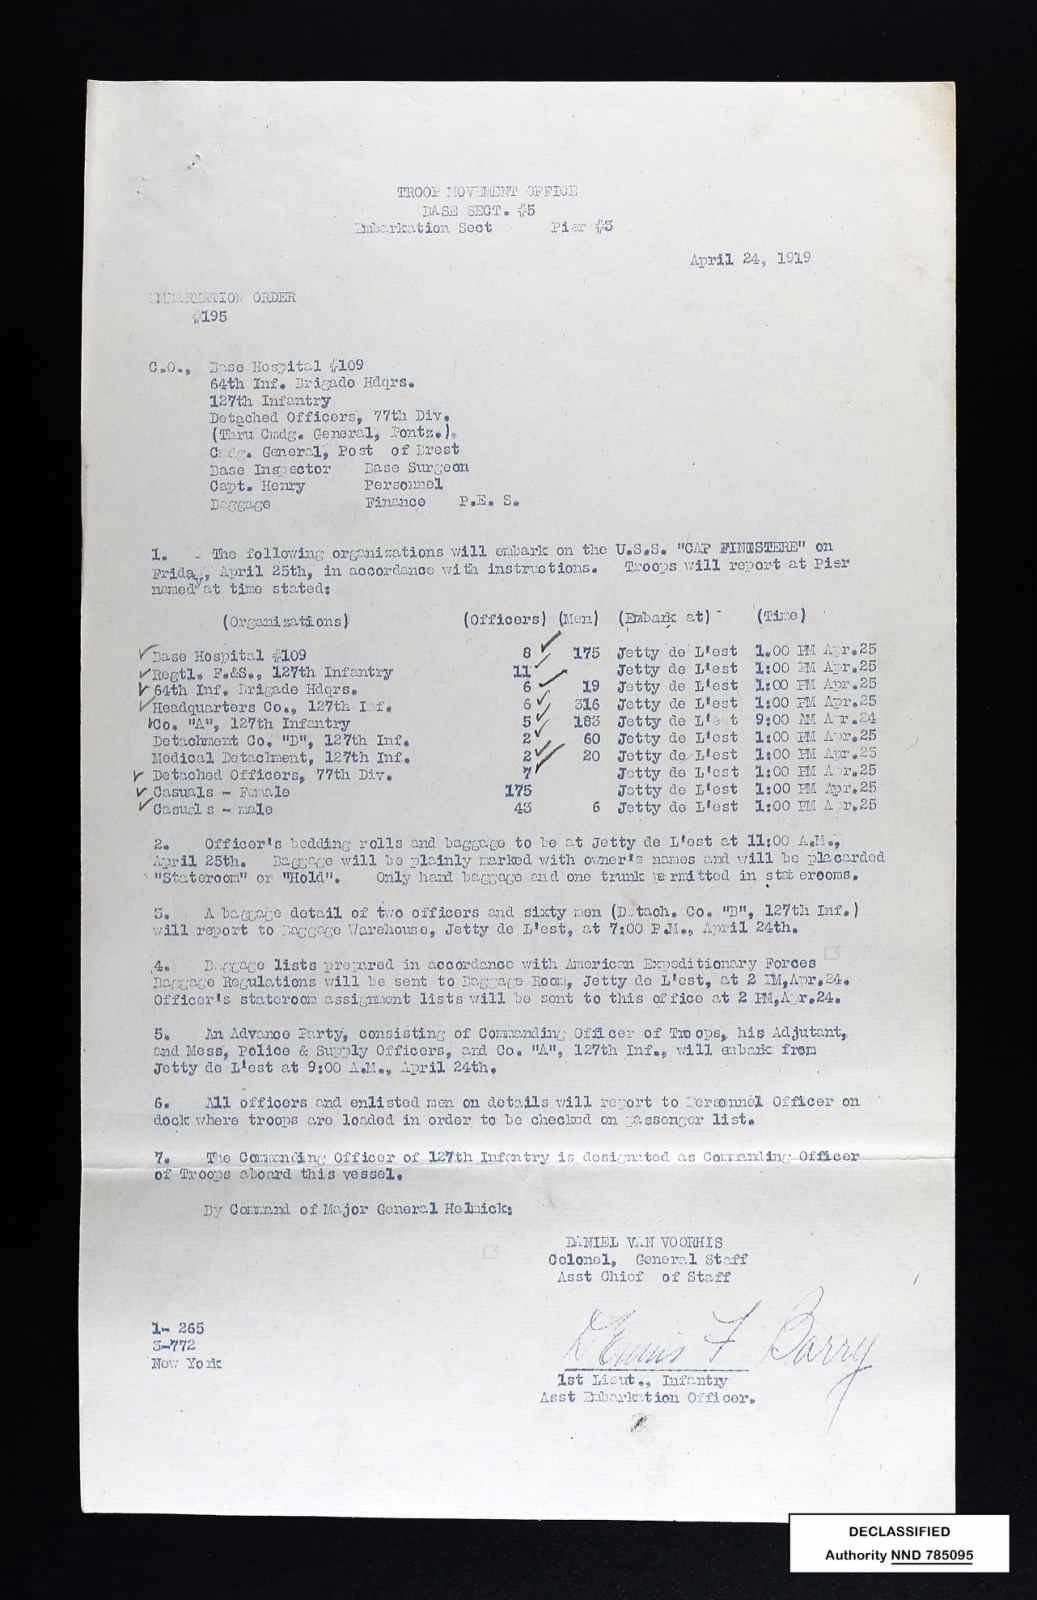 TROOP MOVEMENT OFFICE
BASE SECT. #5
Embarkation Sect Pier #3
April 24, 1919
EMBARKATION ORDER
#195
C.O., Base Hospital #109
64th Inf. Brigade Hdqrs.
127th Infantry
Detached Officers, 77th Div.
(Thru Cmdg. General, Pontz.).
Cmdg. General, Post of Brest
Base Inspector Base Surgeon
Capt. Henry Personnel
Baggage Finance P.E. S.
1. The following organizations will embark on the U.S.S. "CAP FINISTERE" on
Friday, April 25th, in accordance with instructions. Troops will report at Pier
named at time stated:
(Organizations) (Officers) (Men) (Embark at) (Time)
Base Hospital #109 8 175 Jetty de L'est 1.00 PM Apr.25
Regtl. F.&S., 127th Infantry 11 Jetty de L'est 1:00 PM Apr.25
64th Inf. Brigade Hdqrs. 6 19 Jetty de L'est 1:00 PM Apr.25
Headquarters Co., 127th Inf. 6 316 Jetty de L'est 1:00 PM Apr.25
Co. "A", 127th Infantry 5 183 Jetty de L'est 9:00 AM Apr.24
Detachment Co. "D", 127th Inf. 2 60 Jetty de L'est 1:00 PM Apr.25
Medical Detachment, 127th Inf. 2 20 Jetty de L'est 1:00 PM Apr.25
Detached Officers, 77th Div. 7 Jetty de L'est 1:00 PM Apr.25
Casuals - Female 175 Jetty de L'est 1:00 PM Apr.25
Casuals - male 43 6 Jetty de L'est 1:00 PM Apr.25
2. Officer's bedding rolls and baggage to be at Jetty de L'est at 11:00 A.M.,
April 25th. Baggage will be plainly marked with owner's names and will be placarded
"Stateroom" or "Hold". Only hand baggage and one trunk permitted in staterooms.
3. A baggage detail of two officers and sixty men (Detach. Co. "D", 127th Inf.)
will report to Baggage Warehouse, Jetty de L'est, at 7:00 P.M., April 24th.
4. Baggage lists prepared in accordance with American Expeditionary Forces
Baggage Regulations will be sent to Baggage Room, Jetty de L'est, at 2 PM,Apr.24.
Officer's stateroom assignment lists will be sent to this office at 2 PM,Apr.24.
5. An Advance Party, consisting of Commanding Officer of Troops, his Adjutant,
and Mess, Police & Supply Officers, and Co. "A", 127th Inf., will embark from
Jetty de L'est at 9:00 A.M., April 24th.
6. All officers and enlisted men on details will report to Personnel Officer on
dock where troops are loaded in order to be checked on passenger list.
7. The Commanding Officer of 127th Infantry is designated as Commanding Officer
of Troops aboard this vessel.
By Command of Major General Helmick:
DANIEL VAN VOORHIS
Colonel, General Staff
Asst Chief of Staff
1- 265
3-772
New York
Dennis F Barry
1st Lieut., Infantry
Asst Embarkation Officer.
DECLASSIFIED
Authority NND 785095